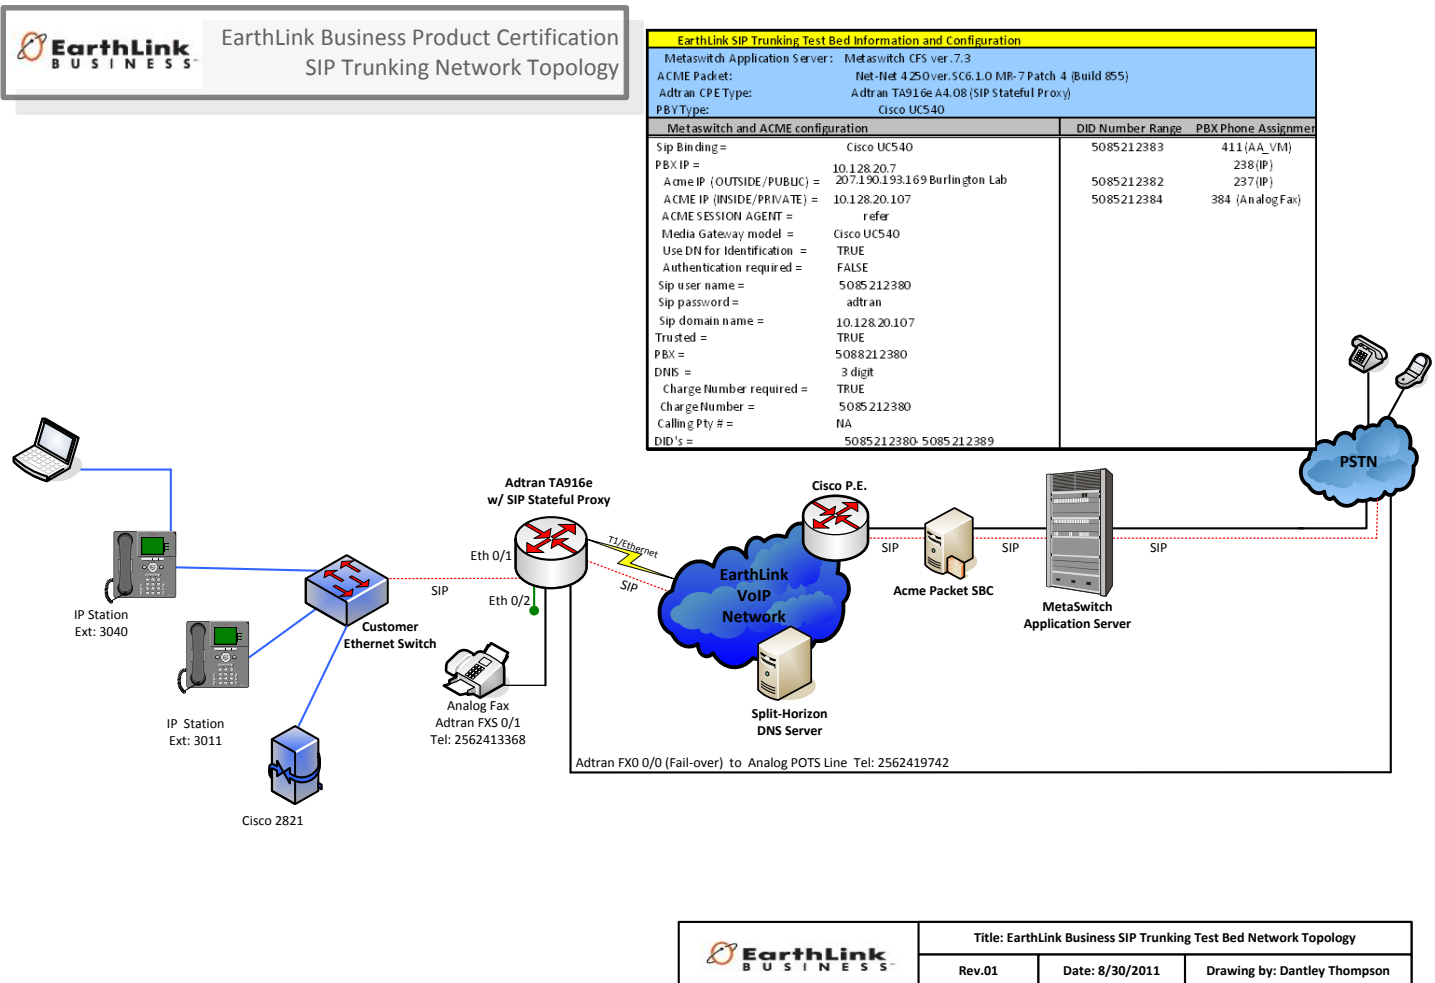 EarthLink
BUSINESS
EarthLink Business Product Certification
SIP Trunking Network Topology
EarthLink SIP Trunking Test Bed Information and Configuration
Metaswitch Application Server: Metaswitch CFS ver.7.3
ACME Packet: Net-Net 4250 ver.SC6.1.0 MR-7 Patch 4 (Build 855)
Adtran CPE Type: Adtran TA916e A4.08 (SIP Stateful Proxy)
PBY Type: Cisco UC540
Metaswitch and ACME configuration DID Number Range PBX Phone Assignmer
Sip Binding = Cisco UC540 5085212383 411 (AA_VM)
PBX IP = 10.128.20.7 238 (IP)
Acme IP (OUTSIDE/PUBLIC) = 207.190.193.169 Burlington Lab 5085212382 237 (IP)
ACME IP (INSIDE/PRIVATE) = 10.128.20.107 5085212384 384 (Analog Fax)
ACME SESSION AGENT = refer
Media Gateway model = Cisco UC540
Use DN for Identification = TRUE
Authentication required = FALSE
Sip user name = 5085212380
Sip password = adtran
Sip domain name = 10.128.20.107
Trusted = TRUE
PBX = 5088212380
DNIS = 3 digit
Charge Number required = TRUE
Charge Number = 5085212380
Calling Pty # = NA
DID's = 5085212380- 5085212389
PSTN
Adtran TA916e
w/ SIP Stateful Proxy
Cisco P.E.
Eth 0/1
T1/Ethernet
SIP
SIP
SIP
SIP
SIP
Eth 0/2
EarthLink
VoIP
Network
Acme Packet SBC
MetaSwitch
Application Server
IP Station
Ext: 3040
Customer
Ethernet Switch
IP Station
Ext: 3011
Analog Fax
Adtran FXS 0/1
Tel: 2562413368
Split-Horizon
DNS Server
Adtran FX0 0/0 (Fail-over) to Analog POTS Line Tel: 2562419742
Cisco 2821
EarthLink
BUSINESS
Title: EarthLink Business SIP Trunking Test Bed Network Topology
Rev.01
Date: 8/30/2011
Drawing by: Dantley Thompson